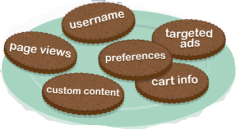 username
page views
targeted
ads
preferences
custom content
cart info